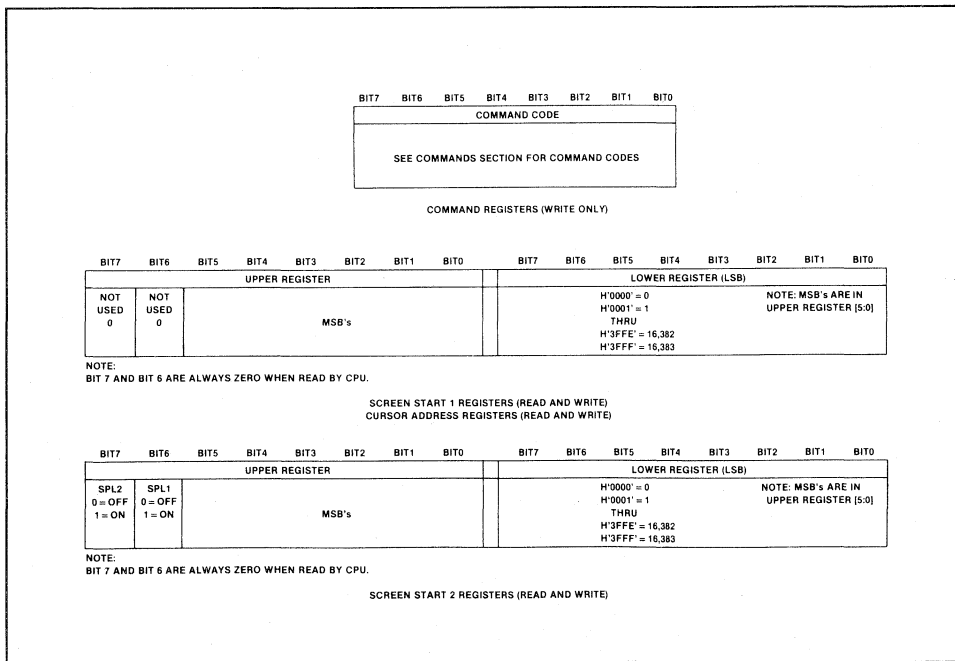 BIT7 BIT6 BIT5 BIT4 BIT3 BIT2 BIT1 BIT0
COMMAND CODE
SEE COMMANDS SECTION FOR COMMAND CODES
COMMAND REGISTERS (WRITE ONLY)
BIT7 BIT6 BIT5 BIT4 BIT3 BIT2 BIT1 BIT0 BIT7 BIT6 BIT5 BIT4 BIT3 BIT2 BIT1 BIT0
UPPER REGISTER LOWER REGISTER (LSB)
NOT NOT H'0000' = 0 NOTE: MSB's ARE IN
USED USED H'0001' = 1 UPPER REGISTER [5:0]
0 0 MSB's THRU
H'3FFE' = 16,382
H'3FFF' = 16,383
NOTE:
BIT 7 AND BIT 6 ARE ALWAYS ZERO WHEN READ BY CPU.
SCREEN START 1 REGISTERS (READ AND WRITE)
CURSOR ADDRESS REGISTERS (READ AND WRITE)
BIT7 BIT6 BIT5 BIT4 BIT3 BIT2 BIT1 BIT0 BIT7 BIT6 BIT5 BIT4 BIT3 BIT2 BIT1 BIT0
UPPER REGISTER LOWER REGISTER (LSB)
SPL2 SPL1 H'0000' = 0 NOTE: MSB's ARE IN
0 = OFF 0 = OFF H'0001' = 1 UPPER REGISTER [5:0]
1 = ON 1 = ON MSB's THRU
H'3FFE' = 16,382
H'3FFF' = 16,383
NOTE:
BIT 7 AND BIT 6 ARE ALWAYS ZERO WHEN READ BY CPU.
SCREEN START 2 REGISTERS (READ AND WRITE)